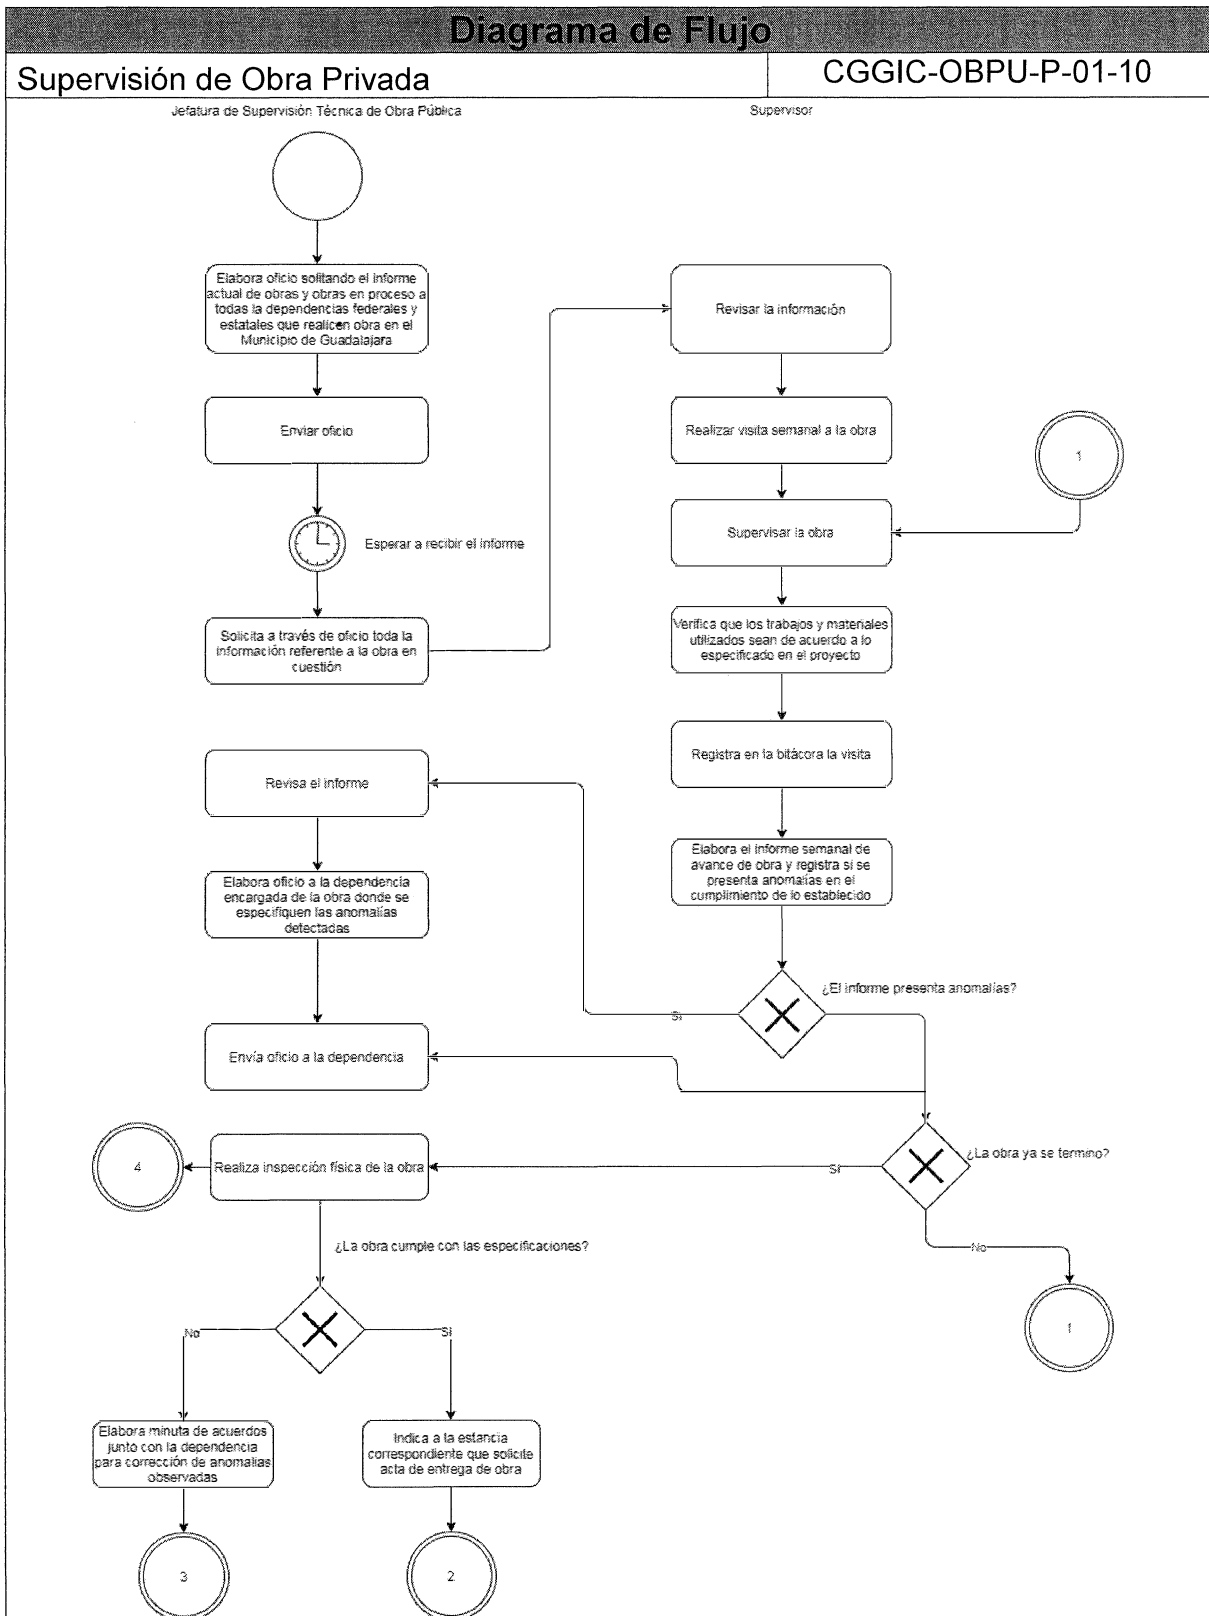 Diagrama de Flujo
Supervisión de Obra Privada
CGGIC-OBPU-P-01-10
Jefatura de Supervisión Técnica de Obra Pública
Supervisor
Elabora oficio solitando el informe
actual de obras y obras en proceso a
todas la dependencias federales y
estatales que realicen obra en el
Municipio de Guadalajara
Enviar oficio
Esperar a recibir el informe
Solicita a través de oficio toda la
información referente a la obra en
cuestión
Revisar la información
Realizar visita semanal a la obra
1
Supervisar la obra
Verifica que los trabajos y materiales
utilizados sean de acuerdo a lo
especificado en el proyecto
Registra en la bitácora la visita
Elabora el informe semanal de
avance de obra y registra si se
presenta anomalías en el
cumplimiento de lo establecido
¿El informe presenta anomalías?
Si
Revisa el informe
Elabora oficio a la dependencia
encargada de la obra donde se
especifiquen las anomalías
detectadas
Envía oficio a la dependencia
¿La obra ya se termino?
Si
No
1
Realiza inspección física de la obra
4
¿La obra cumple con las especificaciones?
No
Si
Elabora minuta de acuerdos
junto con la dependencia
para corrección de anomalías
observadas
Indica a la estancia
correspondiente que solicite
acta de entrega de obra
3
2